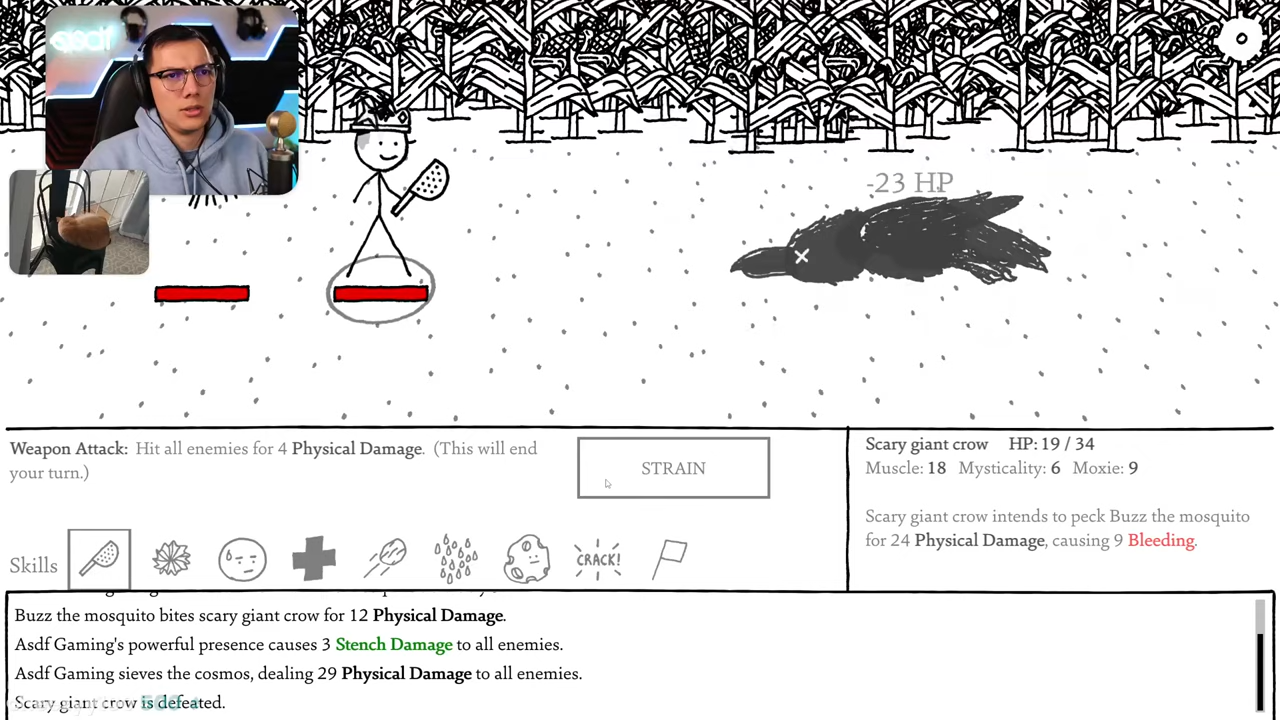 -23 HP
Weapon Attack: Hit all enemies for 4 Physical Damage. (This will end
your turn.)
STRAIN
Scary giant crow HP: 19 / 34
Muscle: 18 Mysticality: 6 Moxie: 9
Scary giant crow intends to peck Buzz the mosquito
for 24 Physical Damage, causing 9 Bleeding.
Skills
CRACK!
Buzz the mosquito bites scary giant crow for 12 Physical Damage.
Asdf Gaming's powerful presence causes 3 Stench Damage to all enemies.
Asdf Gaming sieves the cosmos, dealing 29 Physical Damage to all enemies.
Scary giant crow is defeated.